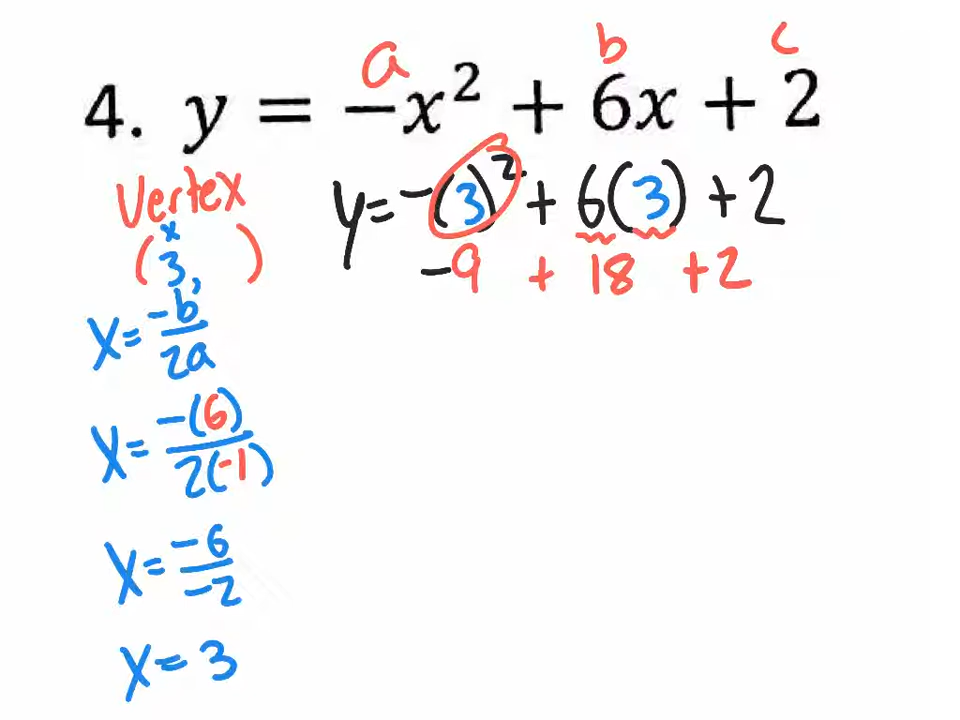 a b c
4. y = −x² + 6x + 2
Vertex
x
(3, )
y = -(3)² + 6(3) + 2
-9 + 18 + 2
x = -b/2a
x = -(6)/2(-1)
x = -6/-2
x = 3